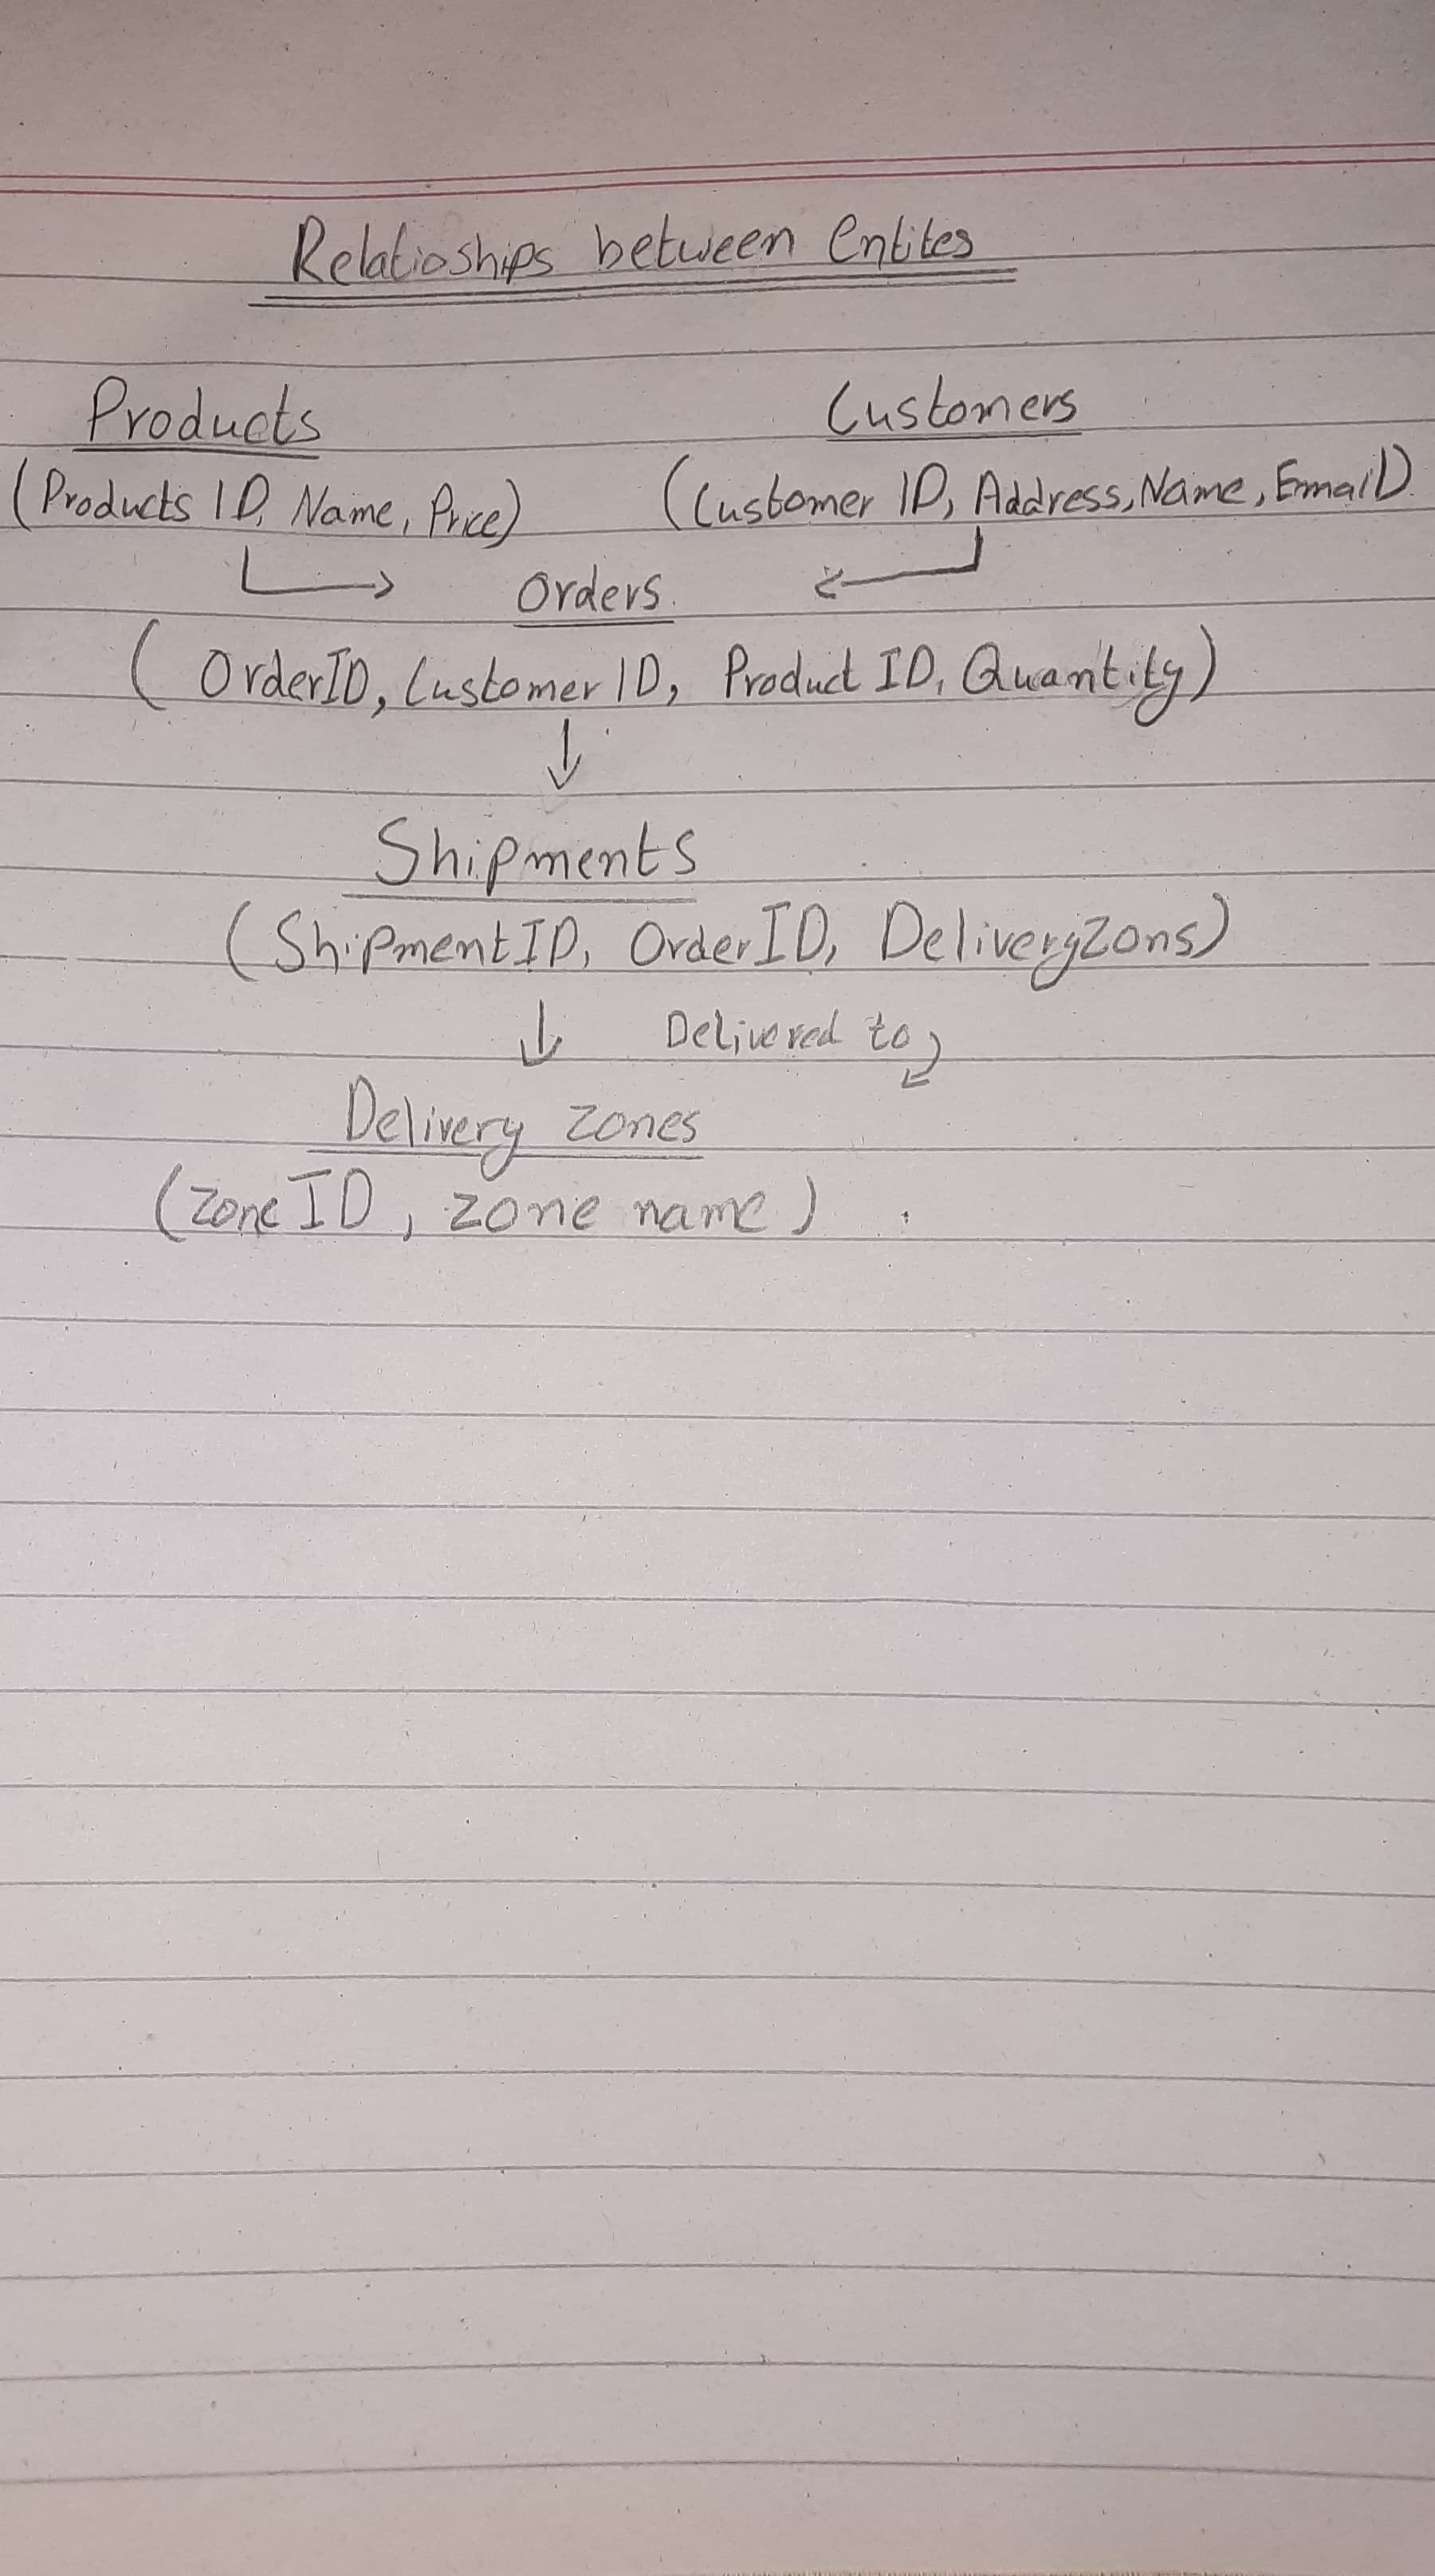 Relatioships between Entites
Products
Customers
(Products ID, Name, Price)
(Customer ID, Address, Name, Email)
Orders
(OrderID, Customer ID, Product ID, Quantity)
Shipments
(ShipmentID, OrderID, DeliveryZons)
Delivered to
Delivery zones
(Zone ID, zone name)